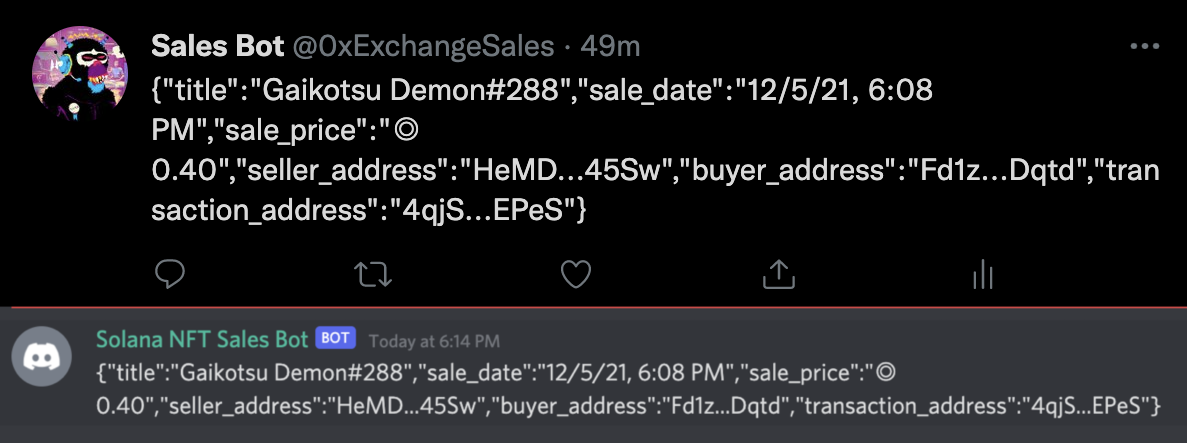 Sales Bot @0xExchangeSales · 49m
{"title":"Gaikotsu Demon#288","sale_date":"12/5/21, 6:08
PM","sale_price":"◎
0.40","seller_address":"HeMD...45Sw","buyer_address":"Fd1z...Dqtd","tran
saction_address":"4qjS...EPeS"}
Solana NFT Sales Bot BOT Today at 6:14 PM
{"title":"Gaikotsu Demon#288","sale_date":"12/5/21, 6:08 PM","sale_price":"◎
0.40","seller_address":"HeMD...45Sw","buyer_address":"Fd1z...Dqtd","transaction_address":"4qjS...EPeS"}